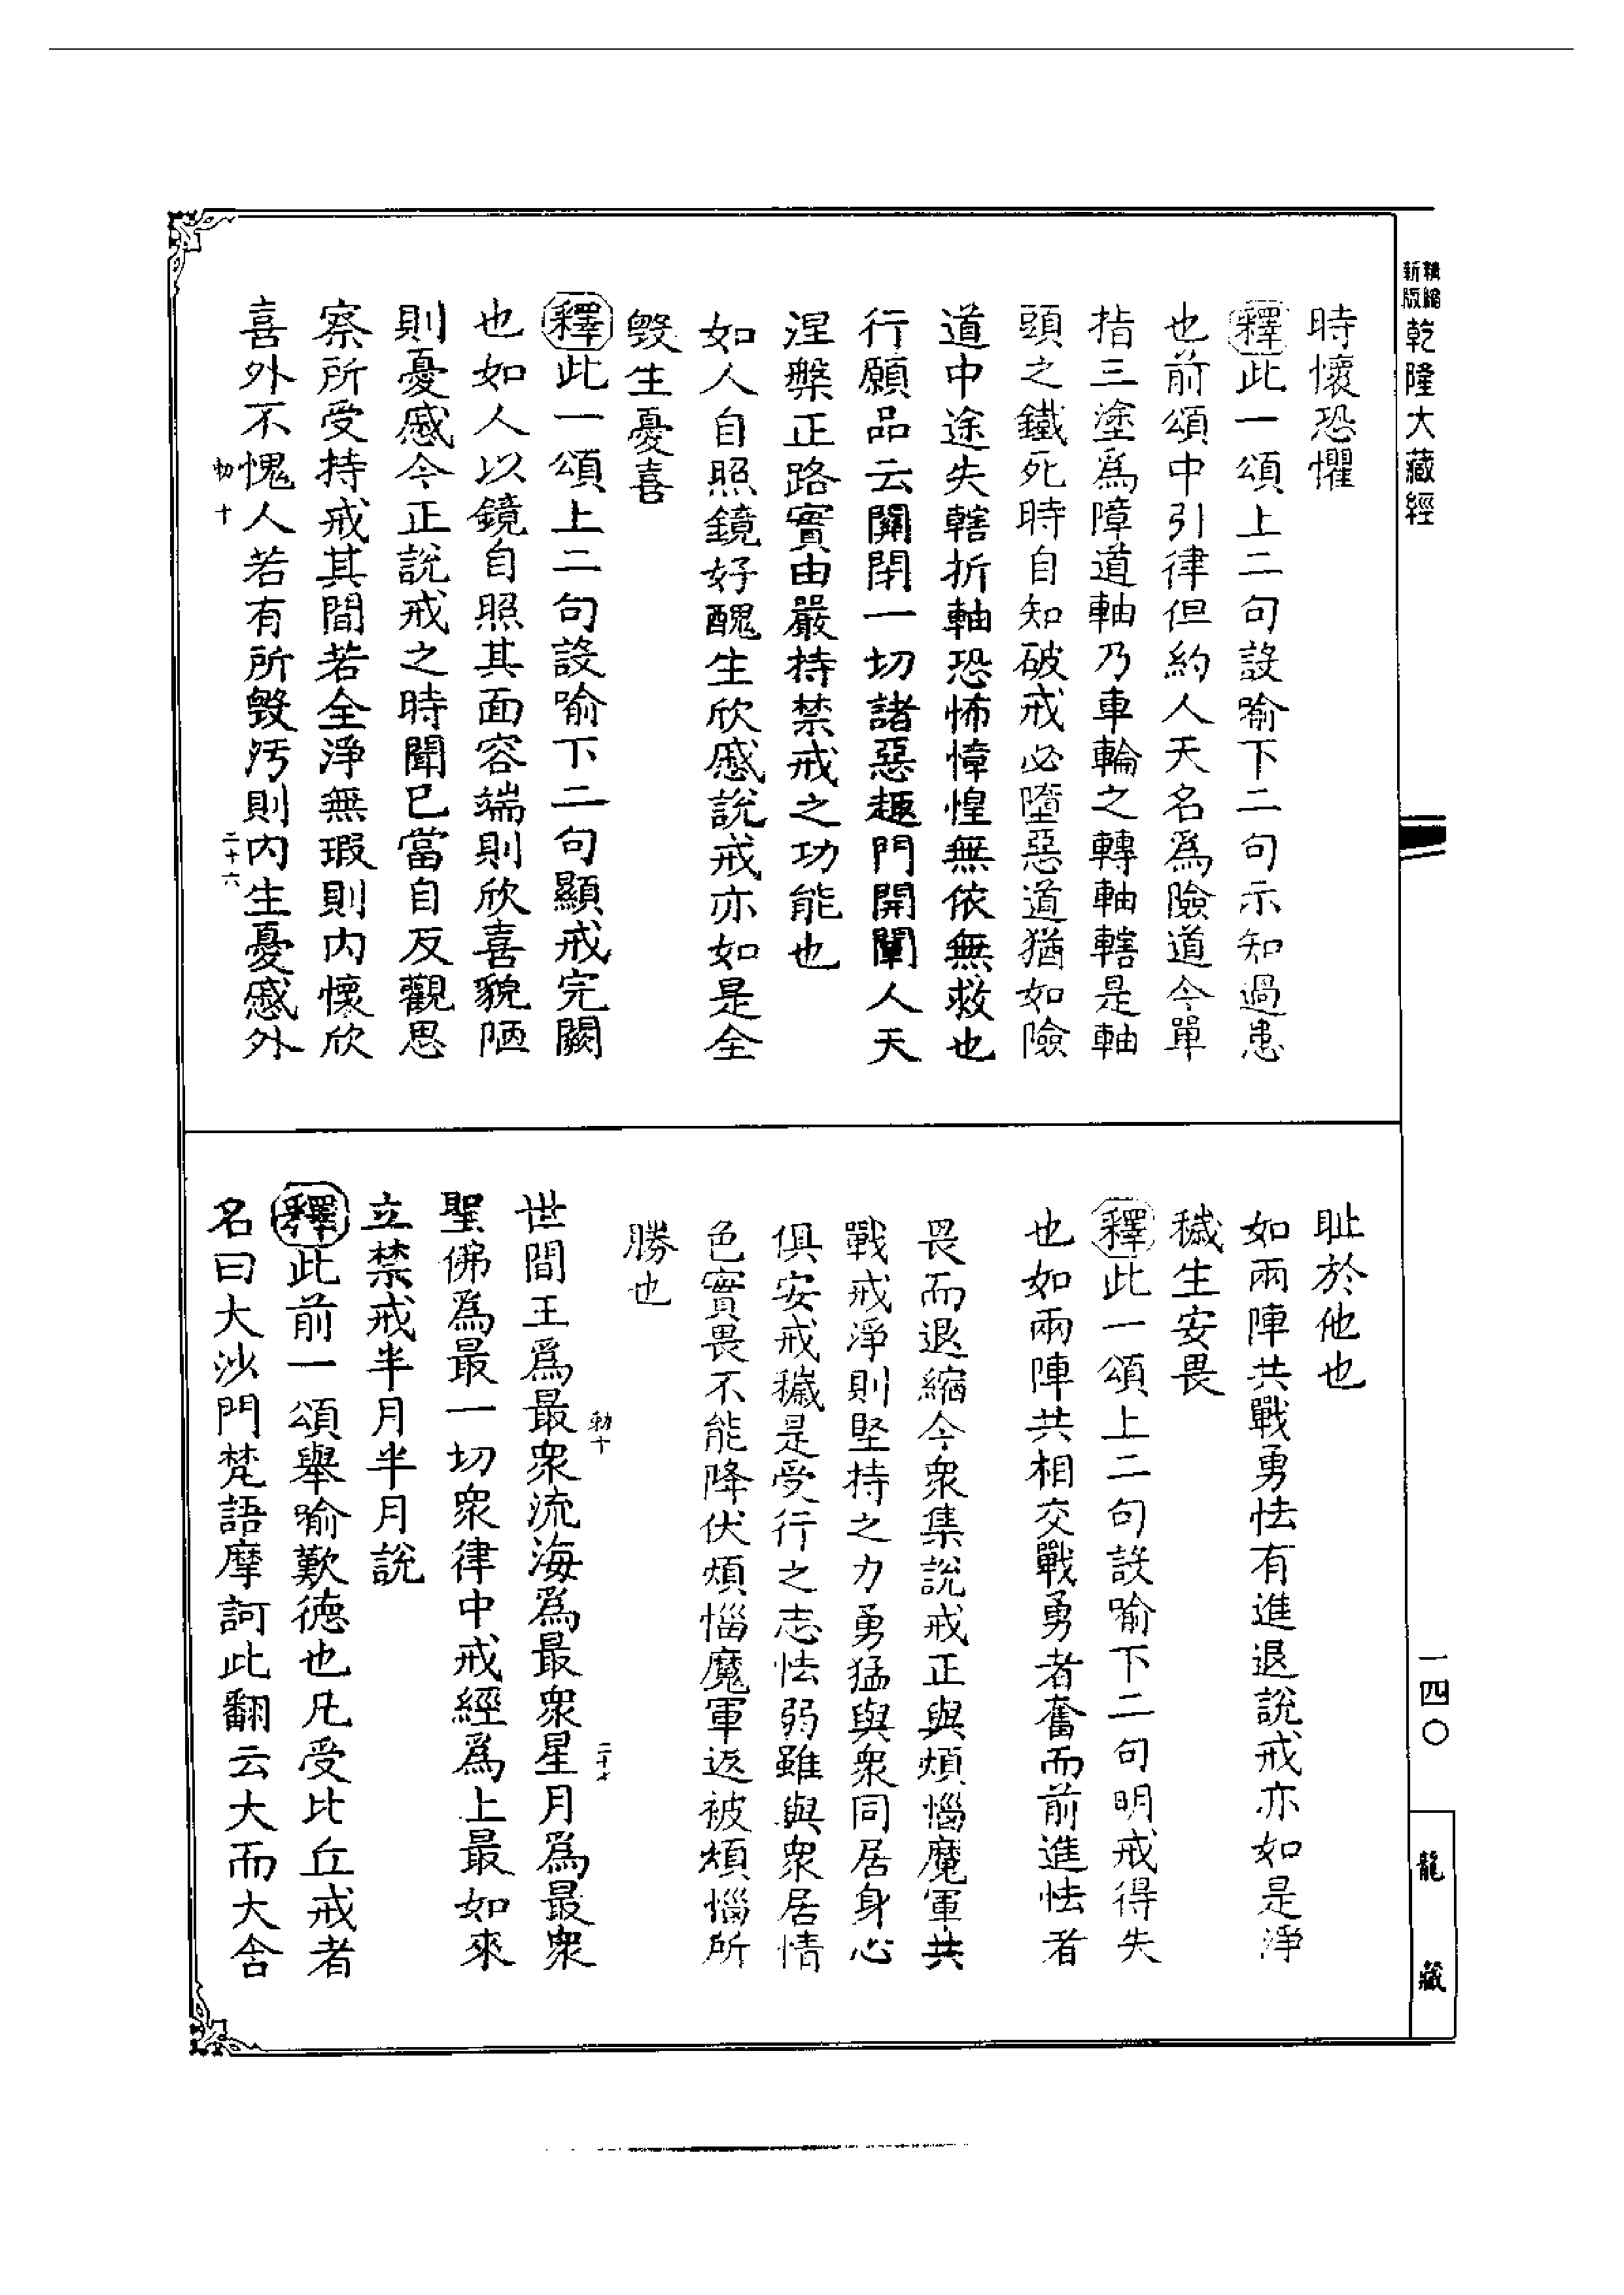 精縮新版乾隆大藏經
時懷恐懼
釋此一頌上二句設喻下二句示知過患
也前頌中引律但約人天名為險道今單
指三塗為障道軸乃車輪之轉軸轄是軸
頭之鐵死時自知破戒必墮惡道猶如險
道中途失轄折軸恐怖慞惶無依無救也
行願品云關閉一切諸惡趣門開闡人天
涅槃正路實由嚴持禁戒之功能也
如人自照鏡好醜生欣慼說戒亦如是全
毀生憂喜
釋此一頌上二句設喻下二句顯戒完闕
也如人以鏡自照其面容端則欣喜貌陋
則憂慼今正說戒之時聞已當自反觀思
察所受持戒其間若全淨無瑕則內懷欣
喜外不愧人若有所毀污則內生憂慼外
勒十
二十六
恥於他也
如兩陣共戰勇怯有進退說戒亦如是淨
穢生安畏
釋此一頌上二句設喻下二句明戒得失
也如兩陣共相交戰勇者奮而前進怯者
畏而退縮今眾集說戒正與煩惱魔軍共
戰戒淨則堅持之力勇猛與眾同居身心
俱安戒穢是受行之志怯弱雖與眾居情
色實畏不能降伏煩惱魔軍返被煩惱所
勝也
勒十
二十七
世間王為最眾流海為最眾星月為最眾
聖佛為最一切眾律中戒經為上最如來
立禁戒半月半月說
釋此前一頌舉喻歎德也凡受比丘戒者
名曰大沙門梵語摩訶此翻云大而大含
一四〇
龍藏